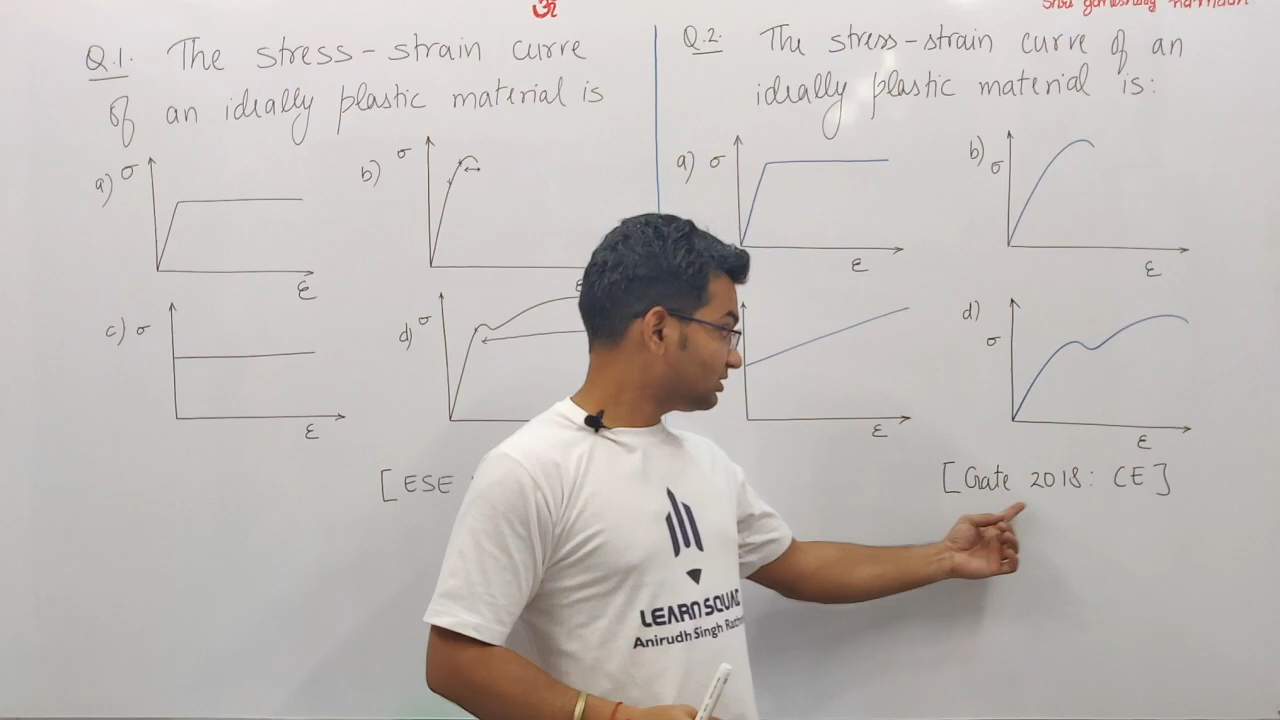 ॐ
Q.1. The stress-strain curve
of an ideally plastic material is
a) σ
ε
b) σ
ε
c) σ
ε
d) σ
[ESE
Q.2. The stress-strain curve of an
ideally plastic material is:
a) σ
ε
b) σ
ε
ε
d) σ
ε
[Gate 2018: CE]
LEARN SQUAD
Anirudh Singh